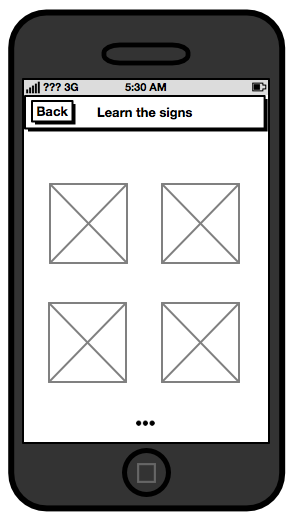 ??? 3G 5:30 AM
Back Learn the signs
•••